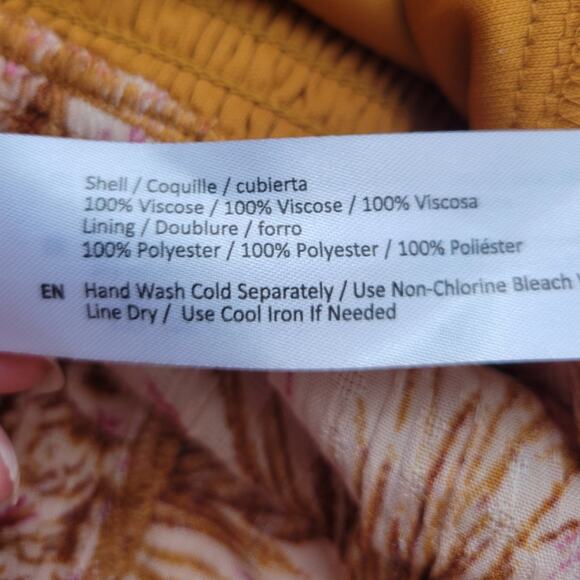 Shell / Coquille / cubierta
100% Viscose / 100% Viscose / 100% Viscosa
Lining / Doublure / forro
100% Polyester / 100% Polyester / 100% Poliéster
EN Hand Wash Cold Separately / Use Non-Chlorine Bleach
Line Dry / Use Cool Iron If Needed